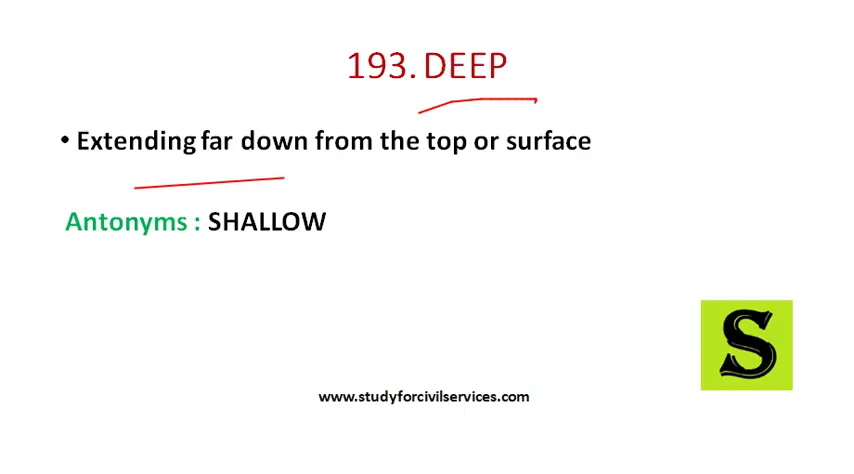 193. DEEP
• Extending far down from the top or surface
Antonyms : SHALLOW
S
www.studyforcivilservices.com